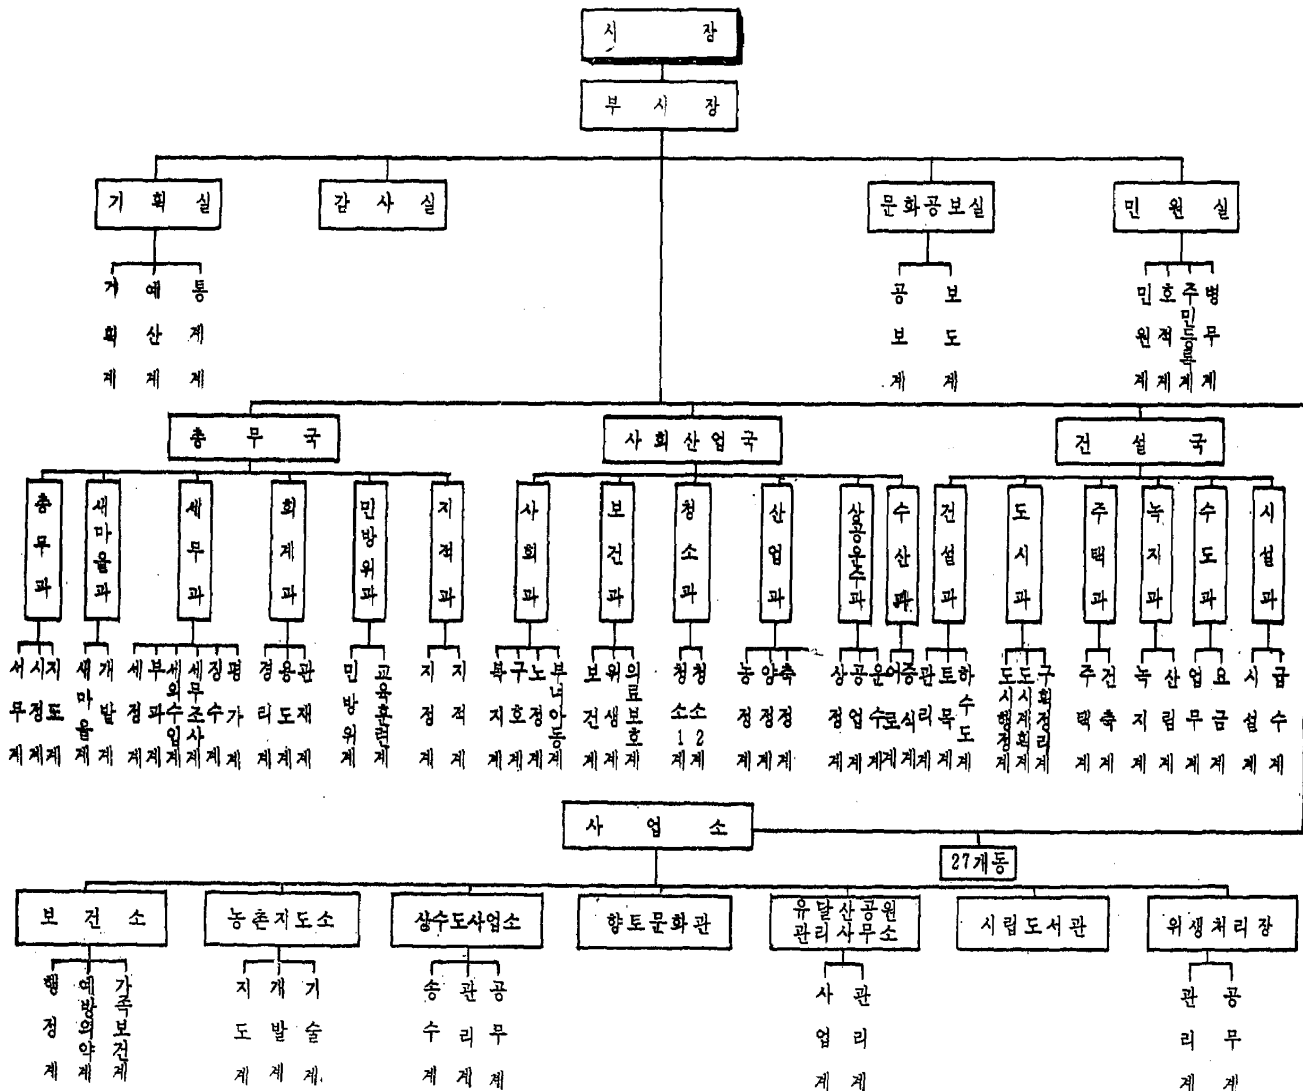 시장
부시장
기획실
감사실
문화공보실
민원실
기획계
예산계
통계계
공보계
보도계
민원계
호적계
주민등록계
병무계
총무국
사회산업국
건설국
총무과
새마을과
세무과
회계과
민방위과
지적과
사회과
보건과
청소과
산업과
상공운수과
수산과
건설과
도시과
주택과
녹지과
수도과
시설과
서무계
시정계
지도계
새마을계
개발계
세정계
부과계
세외수입계
세무조사계
징수계
평가계
경리계
용도계
관재계
민방위계
교육훈련계
지정계
지적계
복지계
구호계
노정계
부녀아동계
보건계
위생계
의료보호계
청소1계
청소2계
농정계
양정계
축정계
상정계
공업계
운수계
어로계
증식계
관리계
토목계
하수도계
도시행정계
도시계획계
구획정리계
주택계
건축계
녹지계
산림계
업무계
요금계
시설계
급수계
사업소
27개동
보건소
농촌지도소
상수도사업소
향토문화관
유달산공원
관리사무소
시립도서관
위생처리장
행정계
예방의약계
가족보건계
지도계
개발계
기술계
송수계
관리계
공무계
사업계
관리계
관리계
공무계